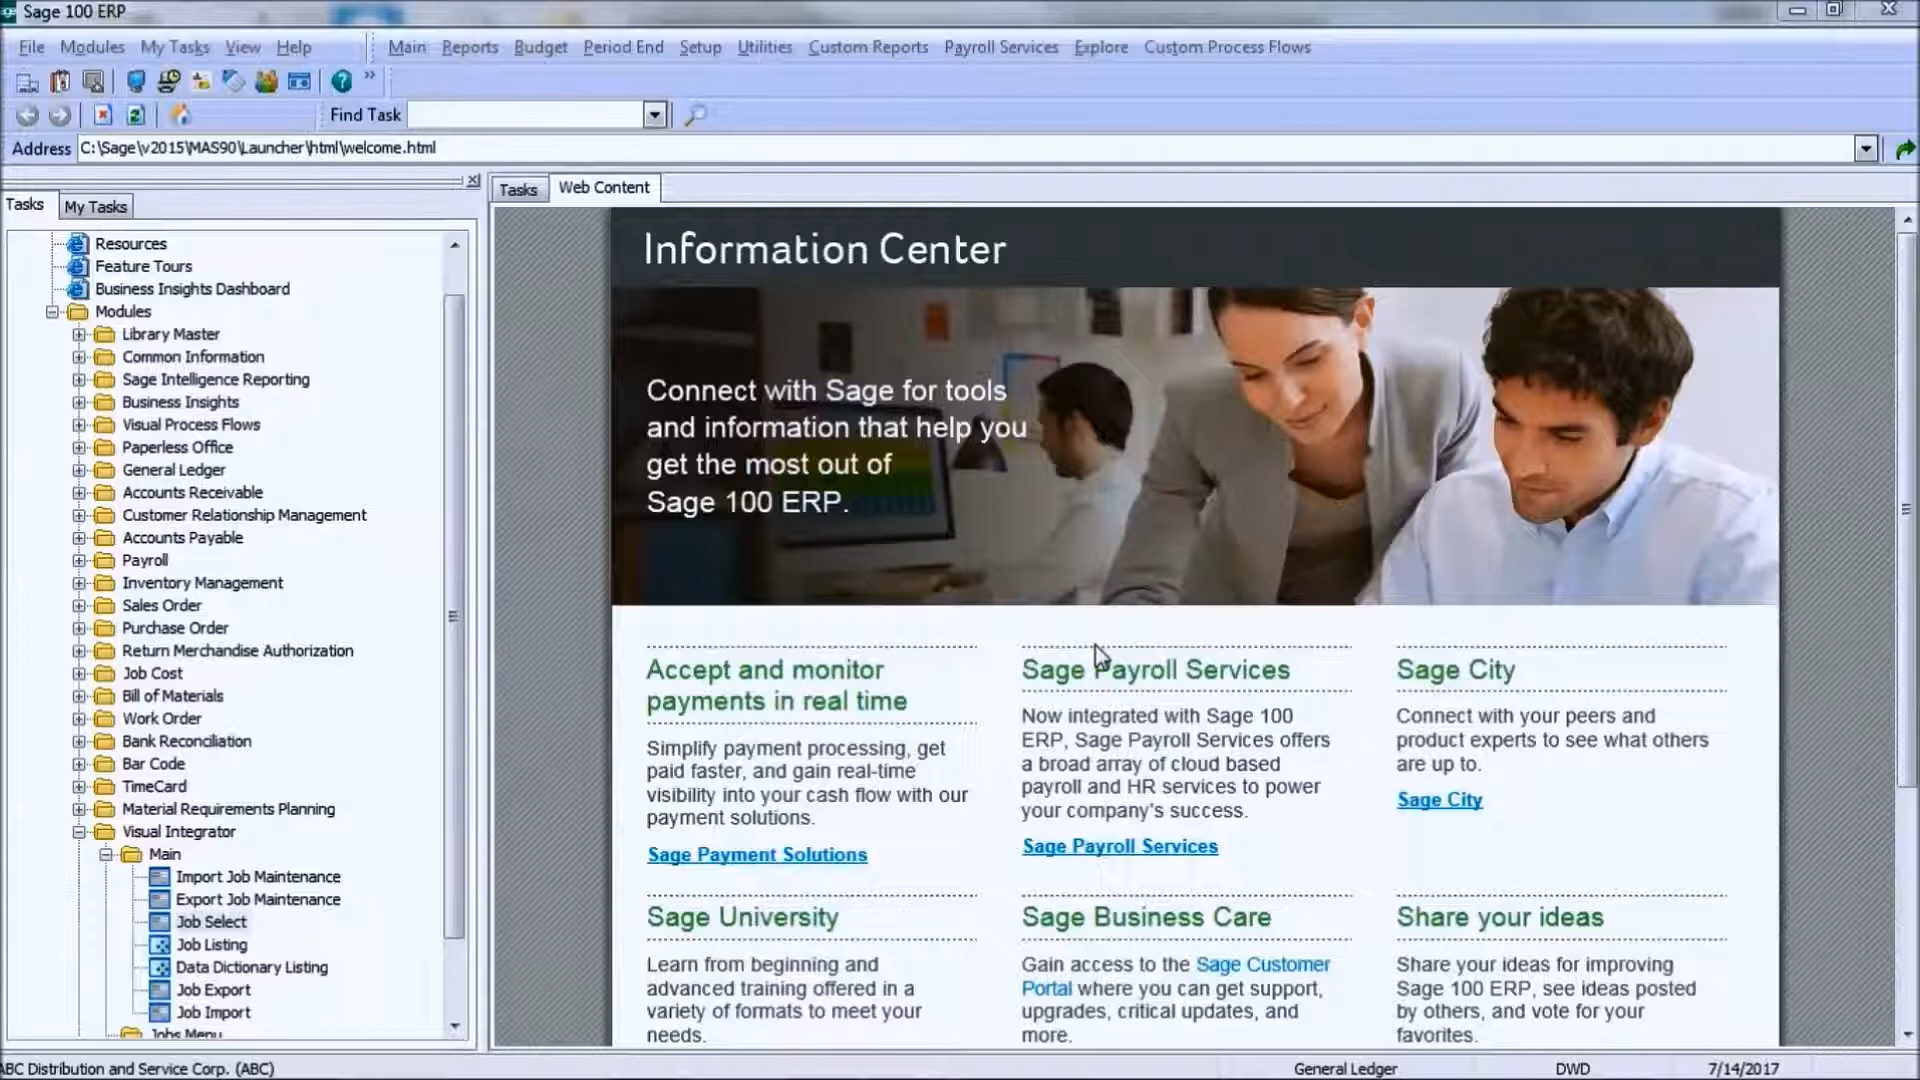 Sage 100 ERP
File Modules My Tasks View Help Main Reports Budget Period End Setup Utilities Custom Reports Payroll Services Explore Custom Process Flows
Find Task
Address C:\Sage\v2015\MAS90\Launcher\html\welcome.html
Tasks My Tasks
Resources
Feature Tours
Business Insights Dashboard
Modules
Library Master
Common Information
Sage Intelligence Reporting
Business Insights
Visual Process Flows
Paperless Office
General Ledger
Accounts Receivable
Customer Relationship Management
Accounts Payable
Payroll
Inventory Management
Sales Order
Purchase Order
Return Merchandise Authorization
Job Cost
Bill of Materials
Work Order
Bank Reconciliation
Bar Code
TimeCard
Material Requirements Planning
Visual Integrator
Main
Import Job Maintenance
Export Job Maintenance
Job Select
Job Listing
Data Dictionary Listing
Job Export
Job Import
Jobs Menu
Tasks Web Content
Information Center
Connect with Sage for tools
and information that help you
get the most out of
Sage 100 ERP.
Accept and monitor
payments in real time
Simplify payment processing, get
paid faster, and gain real-time
visibility into your cash flow with our
payment solutions.
Sage Payment Solutions
Sage Payroll Services
Now integrated with Sage 100
ERP, Sage Payroll Services offers
a broad array of cloud based
payroll and HR services to power
your company's success.
Sage Payroll Services
Sage City
Connect with your peers and
product experts to see what others
are up to.
Sage City
Sage University
Learn from beginning and
advanced training offered in a
variety of formats to meet your
needs.
Sage Business Care
Gain access to the Sage Customer
Portal where you can get support,
upgrades, critical updates, and
more.
Share your ideas
Share your ideas for improving
Sage 100 ERP, see ideas posted
by others, and vote for your
favorites.
ABC Distribution and Service Corp. (ABC) General Ledger DWD 7/14/2017